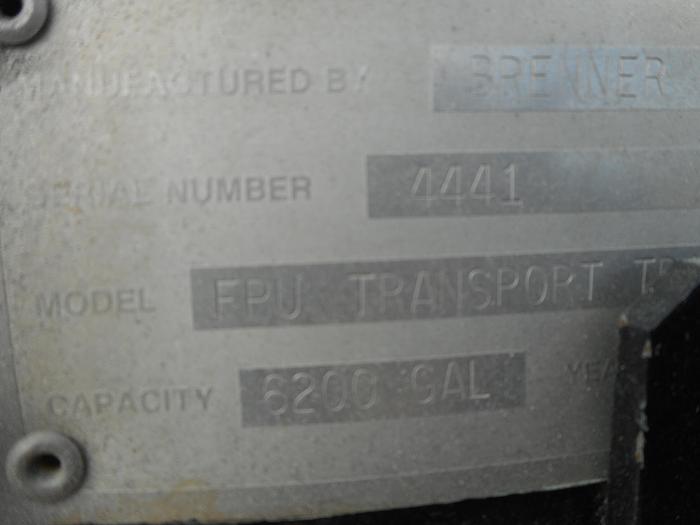 MANUFACTURED BY BRENNER
SERIAL NUMBER 4441
MODEL FPU TRANSPORT
CAPACITY 6200 GAL